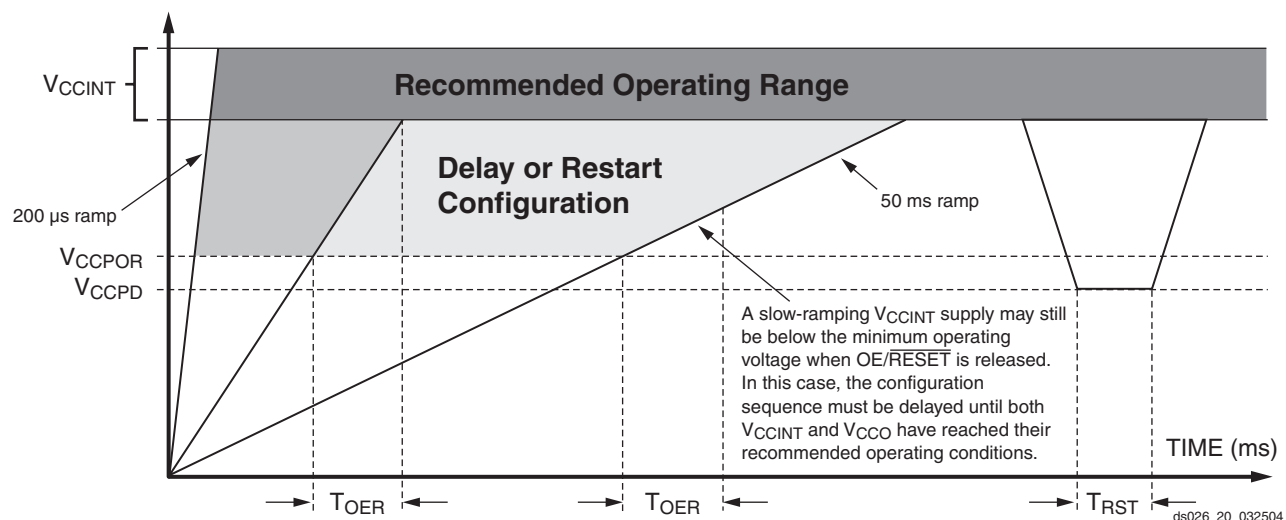 VCCINT
Recommended Operating Range
Delay or Restart
Configuration
200 µs ramp
50 ms ramp
VCCPOR
VCCPD
A slow-ramping VCCINT supply may still
be below the minimum operating
voltage when OE/RESET is released.
In this case, the configuration
sequence must be delayed until both
VCCINT and VCCO have reached their
recommended operating conditions.
TIME (ms)
TOER
TOER
TRST
ds026_20_032504